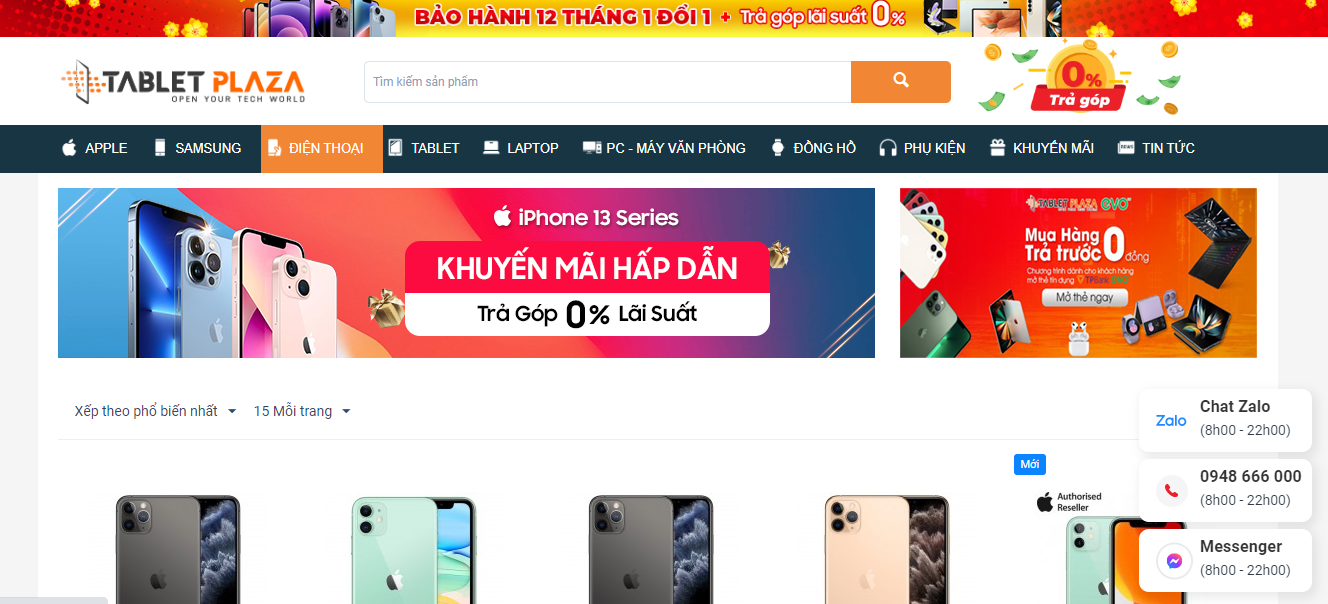 BẢO HÀNH 12 THÁNG 1 ĐỔI 1 + Trả góp lãi suất 0%
TABLET PLAZA
OPEN YOUR TECH WORLD
Tìm kiếm sản phẩm
0%
Trả góp
APPLE
SAMSUNG
ĐIỆN THOẠI
TABLET
LAPTOP
PC - MÁY VĂN PHÒNG
ĐỒNG HỒ
PHỤ KIỆN
KHUYẾN MÃI
NEWS
TIN TỨC
iPhone 13 Series
KHUYẾN MÃI HẤP DẪN
Trả Góp 0% Lãi Suất
TABLET PLAZA evo
Mua Hàng
Trả trước 0 đồng
Chương trình dành cho khách hàng
mở thẻ tín dụng TPBank evo
Mở thẻ ngay
Xếp theo phổ biến nhất
15 Mỗi trang
Zalo
Chat Zalo
(8h00 - 22h00)
Mới
0948 666 000
(8h00 - 22h00)
Authorised
Reseller
Messenger
(8h00 - 22h00)